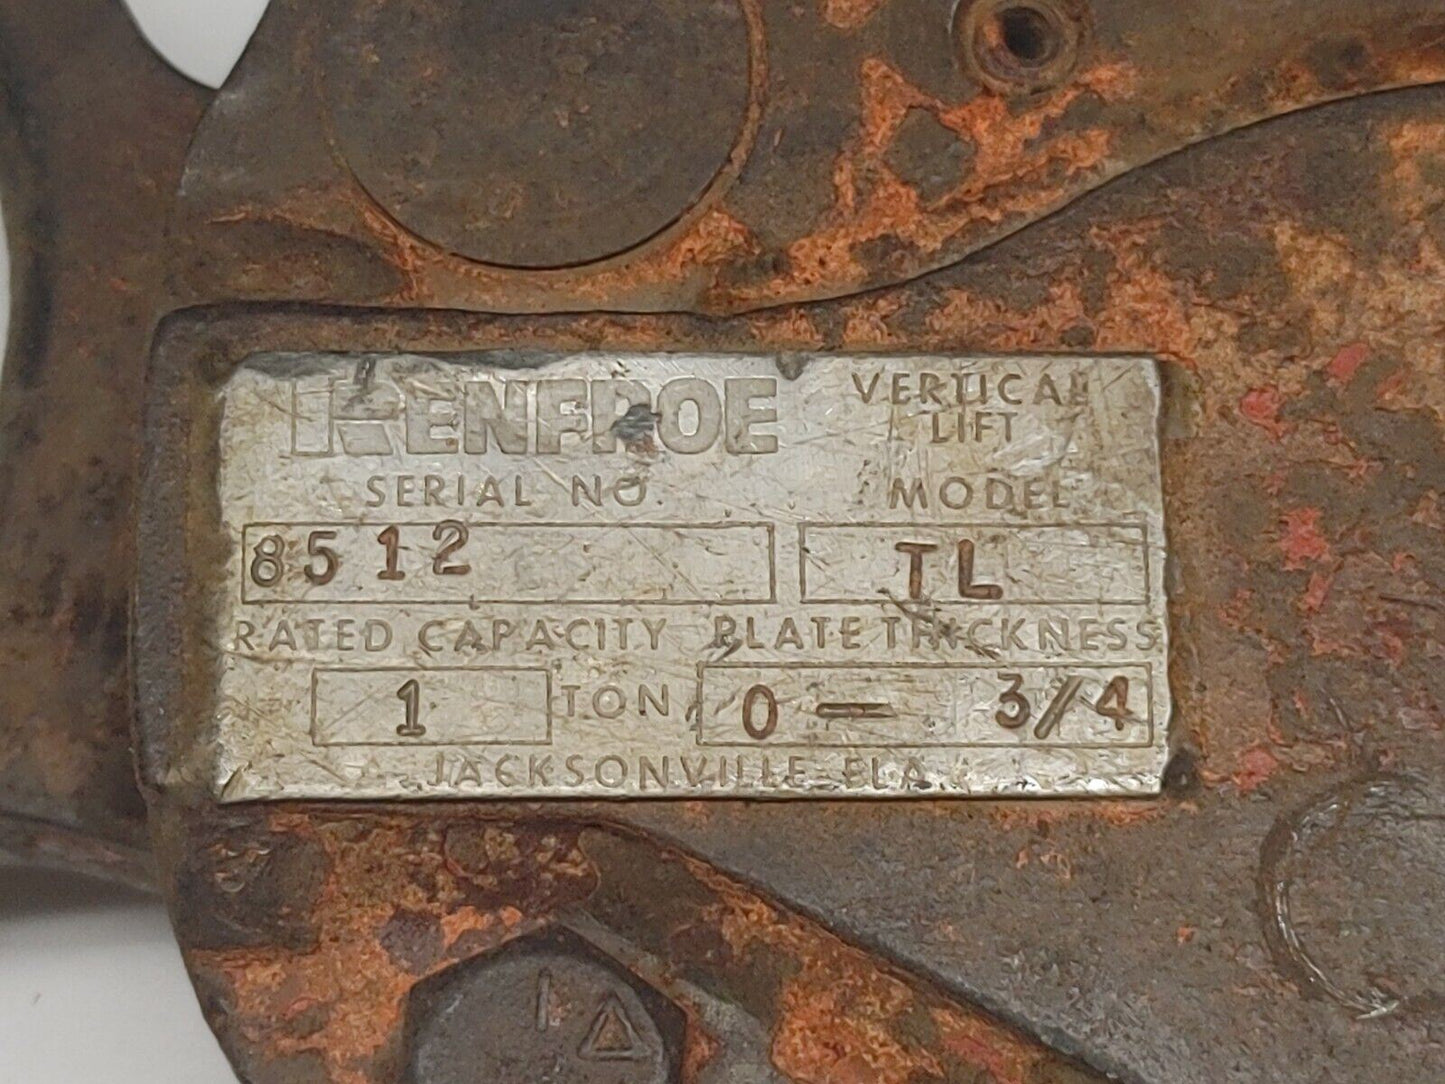 RENFROE VERTICAL LIFT
SERIAL NO. MODEL
8512 TL
RATED CAPACITY PLATE THICKNESS
1 TON 0 — 3/4
JACKSONVILLE FLA.